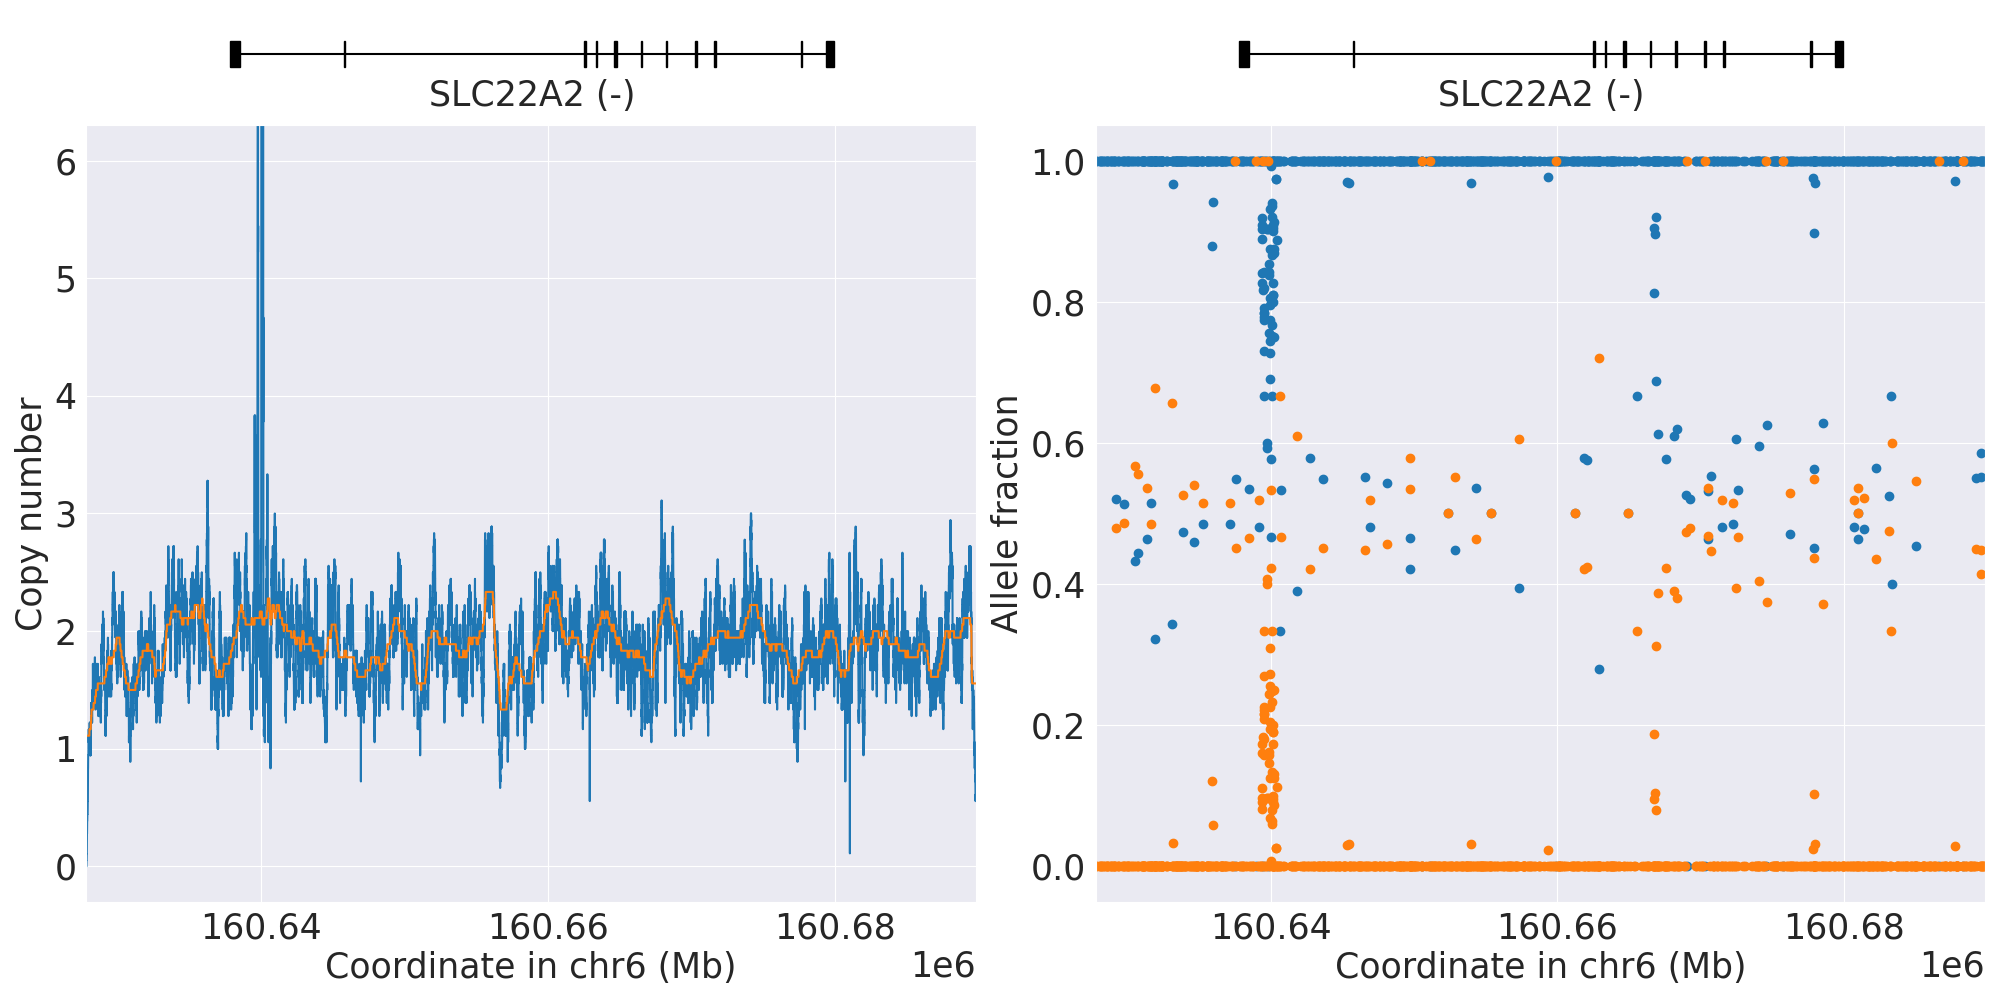 SLC22A2 (-)
SLC22A2 (-)
Copy number
6
5
4
3
2
1
0
160.64 160.66 160.68
Coordinate in chr6 (Mb)
1e6
Allele fraction
1.0
0.8
0.6
0.4
0.2
0.0
160.64 160.66 160.68
Coordinate in chr6 (Mb)
1e6